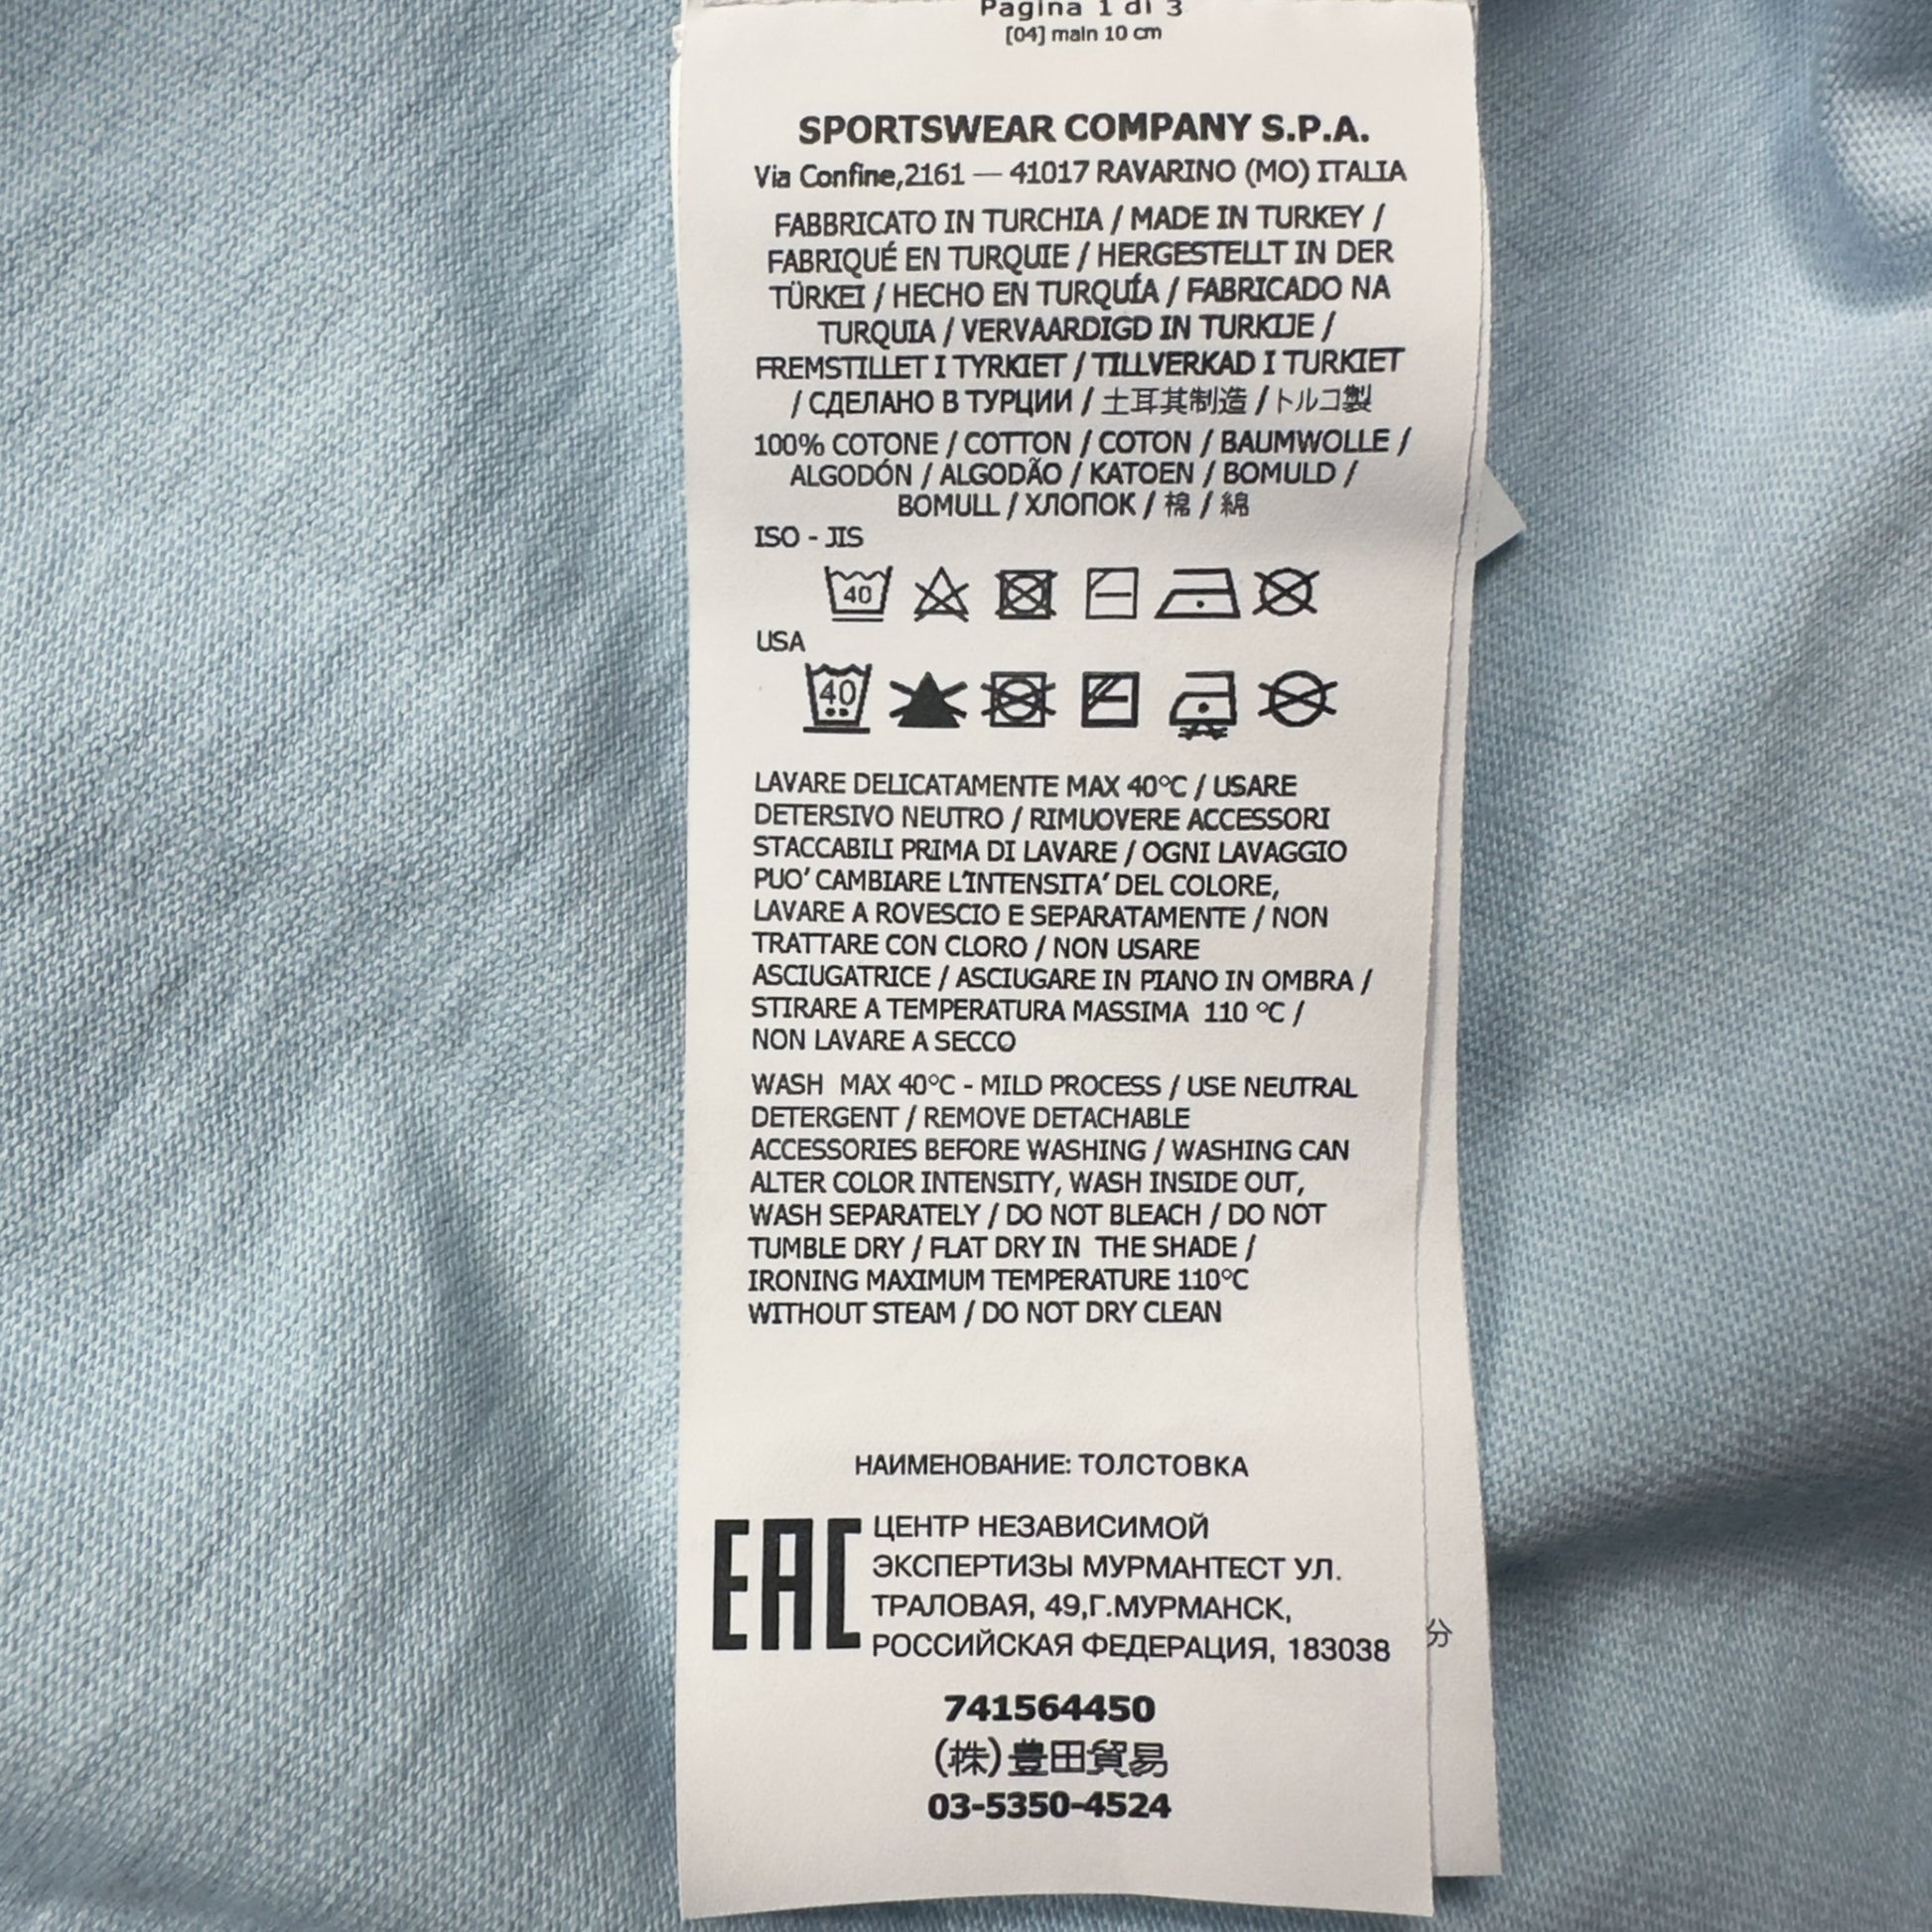 Pagina 1 di 3
[04] main 10 cm
SPORTSWEAR COMPANY S.P.A.
Via Confine,2161 — 41017 RAVARINO (MO) ITALIA
FABBRICATO IN TURCHIA / MADE IN TURKEY /
FABRIQUÉ EN TURQUIE / HERGESTELLT IN DER
TÜRKEI / HECHO EN TURQUÍA / FABRICADO NA
TURQUIA / VERVAARDIGD IN TURKIJE /
FREMSTILLET I TYRKIET / TILLVERKAD I TURKIET
/ СДЕЛАНО В ТУРЦИИ / 土耳其制造 / トルコ製
100% COTONE / COTTON / COTON / BAUMWOLLE /
ALGODÓN / ALGODÃO / KATOEN / BOMULD /
BOMULL / ХЛОПОК / 棉 / 綿
ISO - JIS
40
USA
40
LAVARE DELICATAMENTE MAX 40°C / USARE
DETERSIVO NEUTRO / RIMUOVERE ACCESSORI
STACCABILI PRIMA DI LAVARE / OGNI LAVAGGIO
PUO' CAMBIARE L'INTENSITA' DEL COLORE,
LAVARE A ROVESCIO E SEPARATAMENTE / NON
TRATTARE CON CLORO / NON USARE
ASCIUGATRICE / ASCIUGARE IN PIANO IN OMBRA /
STIRARE A TEMPERATURA MASSIMA 110 °C /
NON LAVARE A SECCO
WASH MAX 40°C - MILD PROCESS / USE NEUTRAL
DETERGENT / REMOVE DETACHABLE
ACCESSORIES BEFORE WASHING / WASHING CAN
ALTER COLOR INTENSITY, WASH INSIDE OUT,
WASH SEPARATELY / DO NOT BLEACH / DO NOT
TUMBLE DRY / FLAT DRY IN THE SHADE /
IRONING MAXIMUM TEMPERATURE 110°C
WITHOUT STEAM / DO NOT DRY CLEAN
НАИМЕНОВАНИЕ: ТОЛСТОВКА
EAC
ЦЕНТР НЕЗАВИСИМОЙ
ЭКСПЕРТИЗЫ МУРМАНТЕСТ УЛ.
ТРАЛОВАЯ, 49,Г.МУРМАНСК,
РОССИЙСКАЯ ФЕДЕРАЦИЯ, 183038
分
741564450
(株)豊田貿易
03-5350-4524